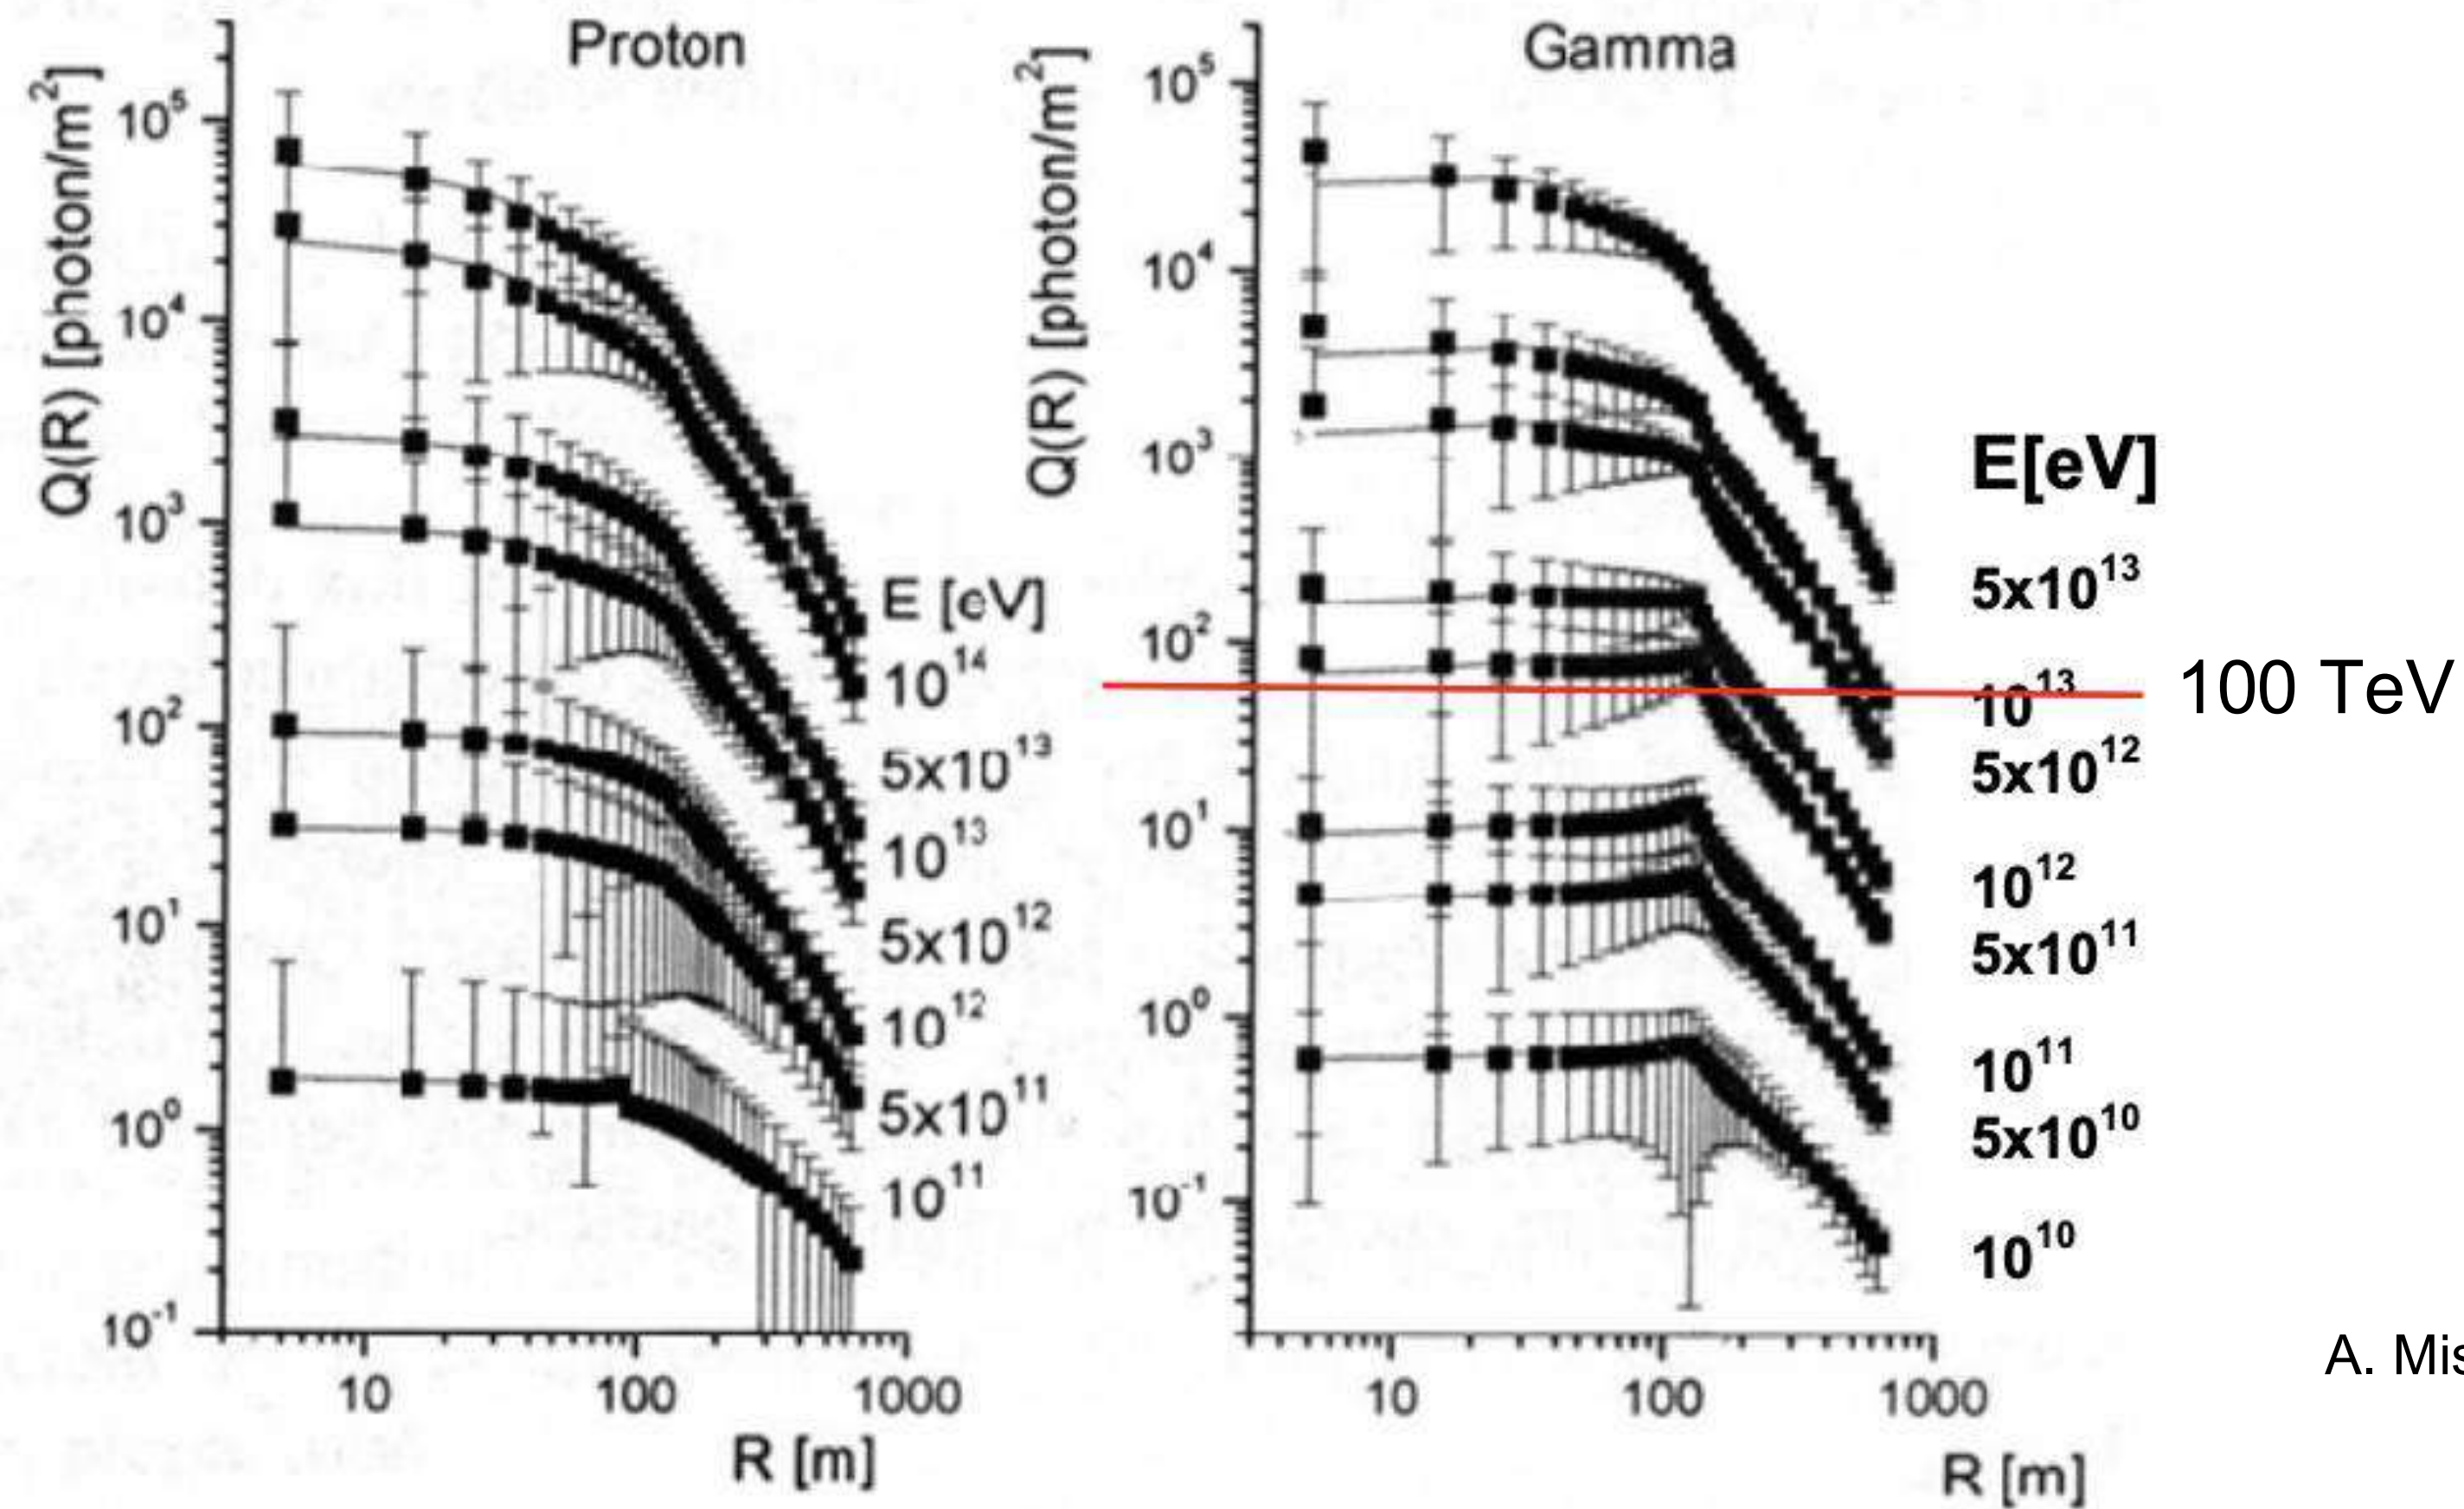 Proton
Q(R) [photon/m²]
10⁵
10⁴
10³
10²
10¹
10⁰
10⁻¹
10
100
1000
R [m]
E [eV]
10¹⁴
5x10¹³
10¹³
5x10¹²
10¹²
5x10¹¹
10¹¹
Gamma
Q(R) [photon/m²]
10⁵
10⁴
10³
10²
10¹
10⁰
10⁻¹
10
100
1000
R [m]
E[eV]
5x10¹³
10¹³
100 TeV
5x10¹²
10¹²
5x10¹¹
10¹¹
5x10¹⁰
10¹⁰
A. Mis